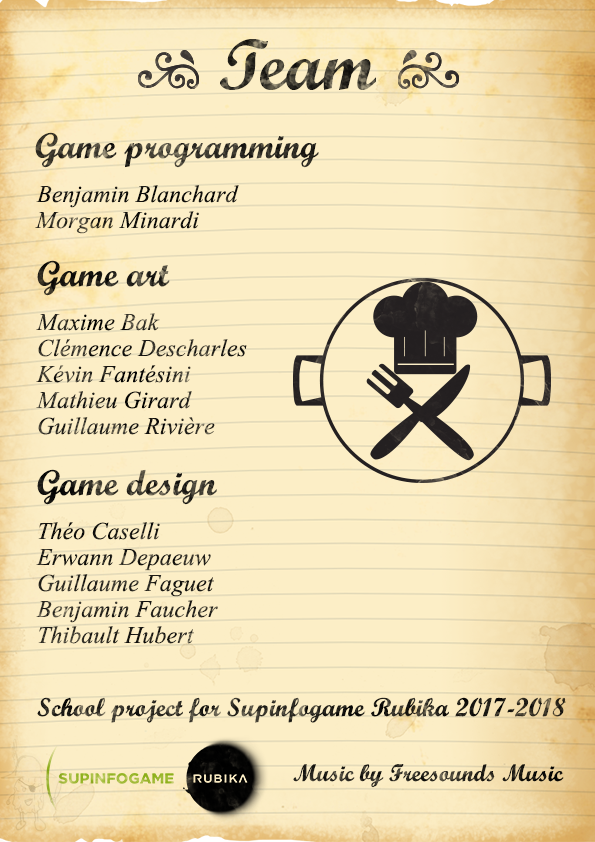 Team
Game programming
Benjamin Blanchard
Morgan Minardi
Game art
Maxime Bak
Clémence Descharles
Kévin Fantésini
Mathieu Girard
Guillaume Rivière
Game design
Théo Caselli
Erwann Depaeuw
Guillaume Faguet
Benjamin Faucher
Thibault Hubert
School project for Supinfogame Rubika 2017-2018
SUPINFOGAME RUBIKA
Music by Freesounds Music